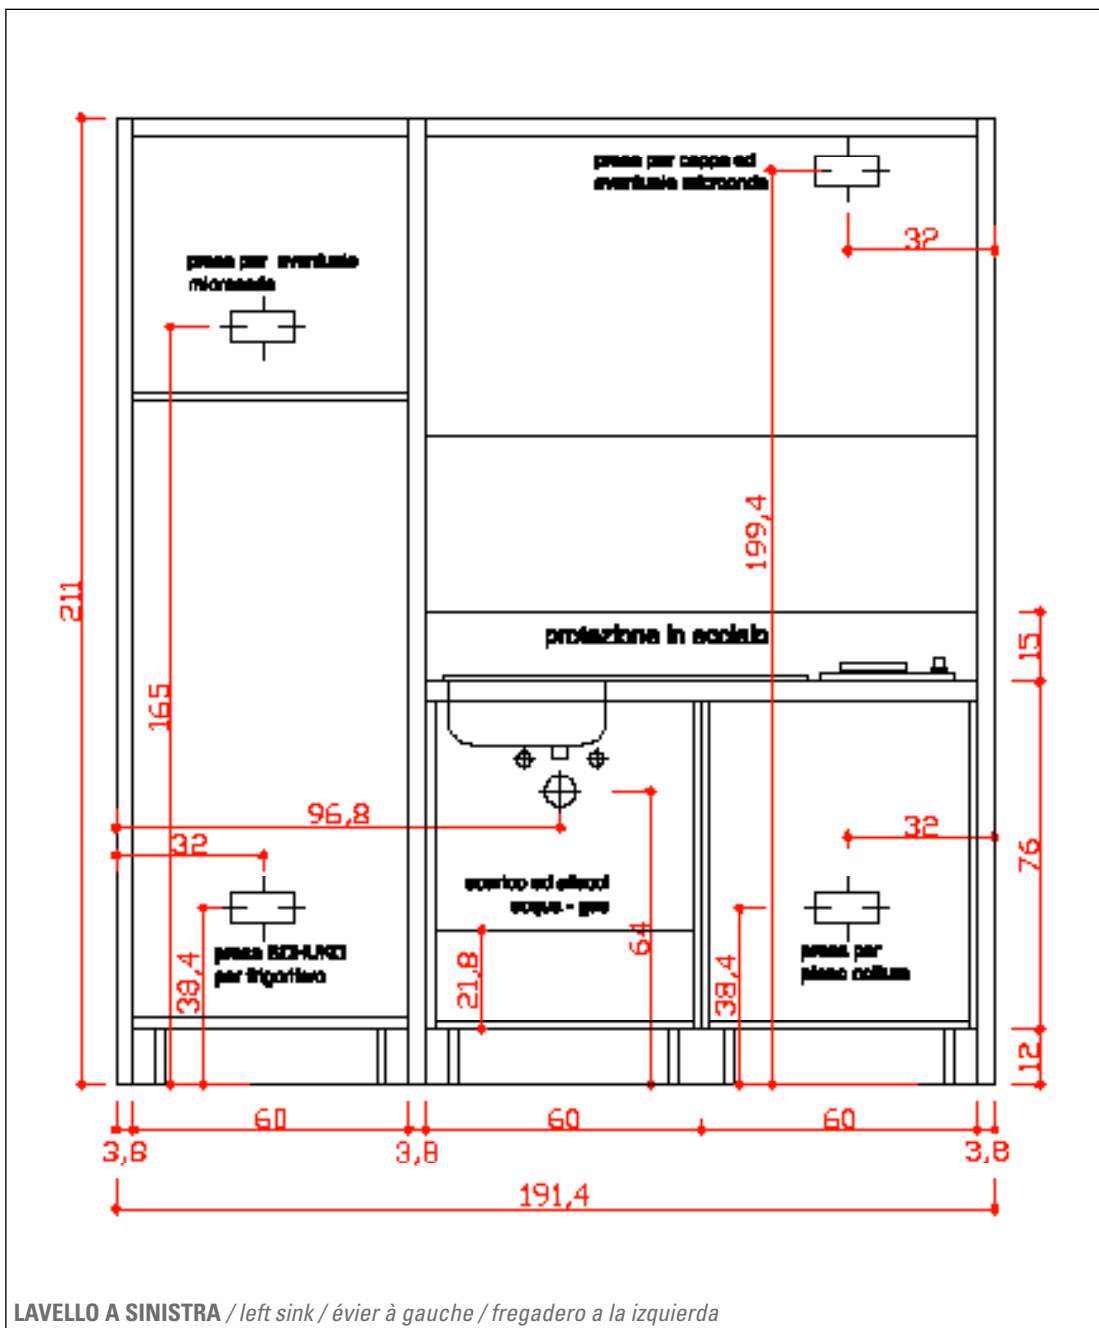 presa per cappa ed
eventuale microonde
32
presa per eventuale
microonde
211
165
199,4
protezione in acciaio
15
96,8
32
32
76
scarico ed attacchi
acqua - gas
64
presa SCHUKO
per frigorifero
38,4
21,8
38,4
presa per
piano cottura
12
60
60
60
3,8
3,8
3,8
191,4
LAVELLO A SINISTRA / left sink / évier à gauche / fregadero a la izquierda